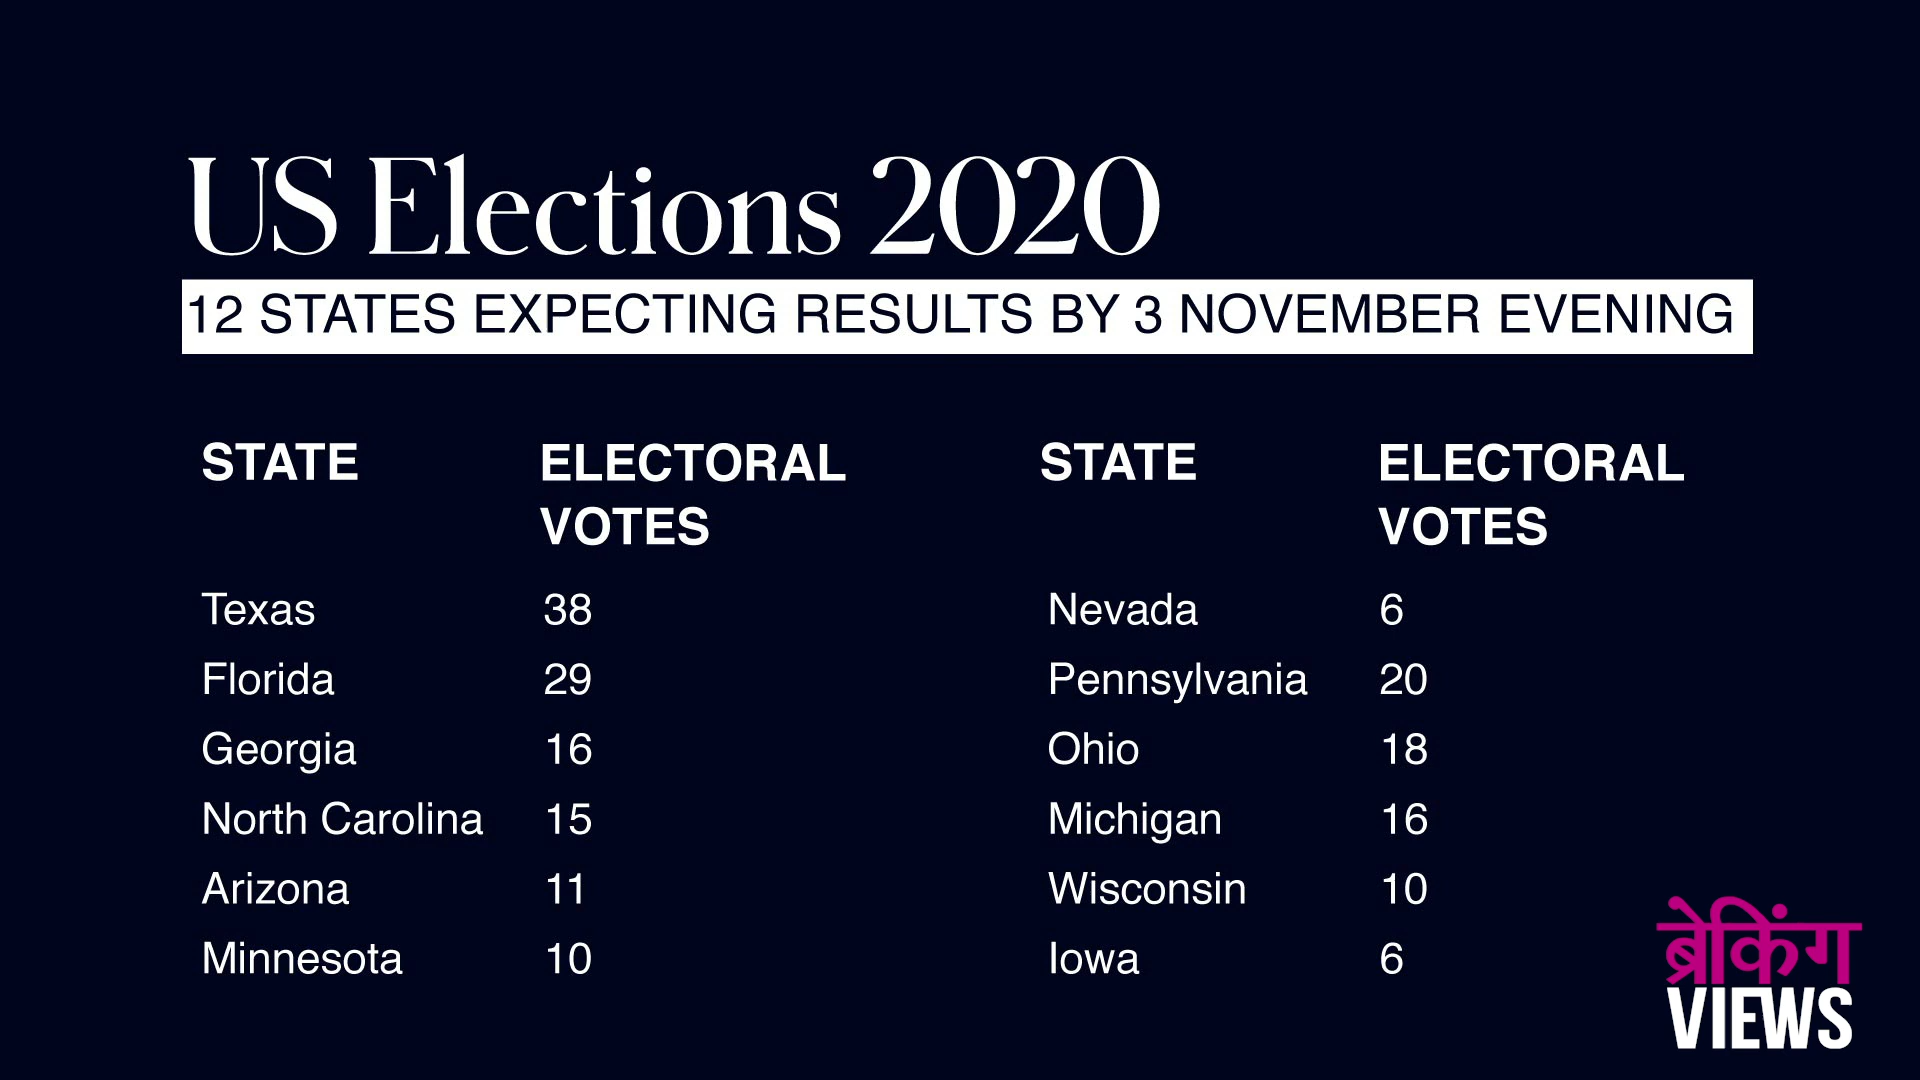 US Elections 2020
12 STATES EXPECTING RESULTS BY 3 NOVEMBER EVENING
STATE ELECTORAL VOTES
Texas 38
Florida 29
Georgia 16
North Carolina 15
Arizona 11
Minnesota 10
STATE ELECTORAL VOTES
Nevada 6
Pennsylvania 20
Ohio 18
Michigan 16
Wisconsin 10
Iowa 6
ब्रेकिंग
VIEWS